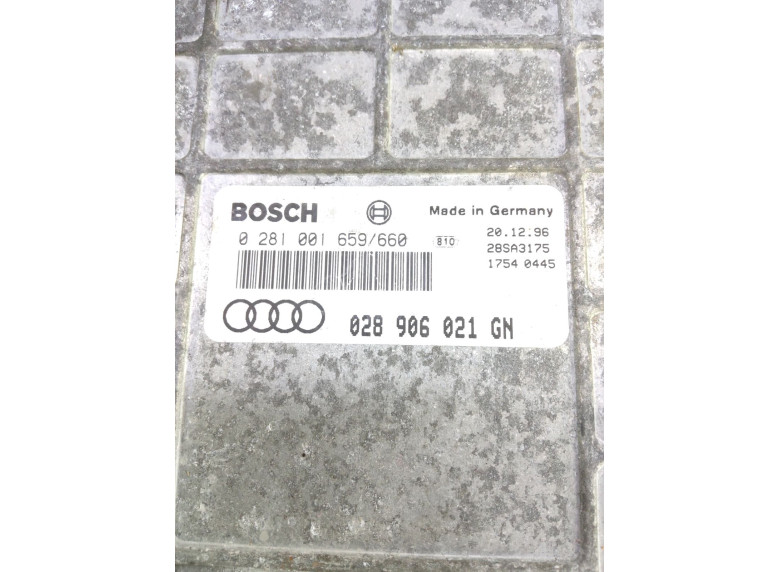 BOSCH Made in Germany
0 281 001 659/660 810 20.12.96
28SA3175
1754 0445
028 906 021 GN